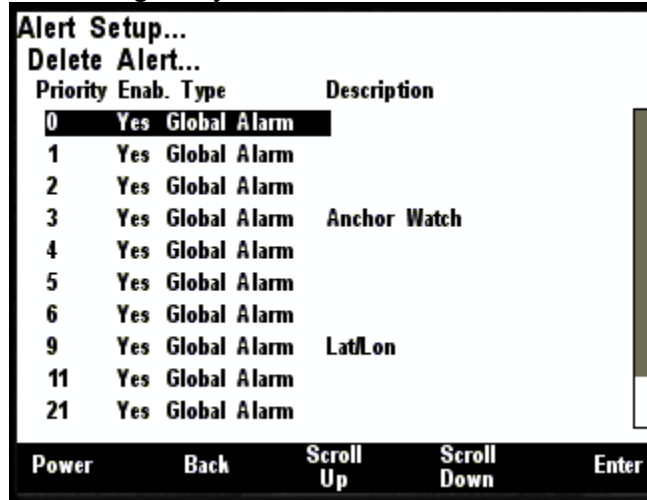 Alert Setup...
Delete Alert...
Priority Enab. Type Description
0 Yes Global Alarm
1 Yes Global Alarm
2 Yes Global Alarm
3 Yes Global Alarm Anchor Watch
4 Yes Global Alarm
5 Yes Global Alarm
6 Yes Global Alarm
9 Yes Global Alarm Lat/Lon
11 Yes Global Alarm
21 Yes Global Alarm
Power Back Scroll Up Scroll Down Enter